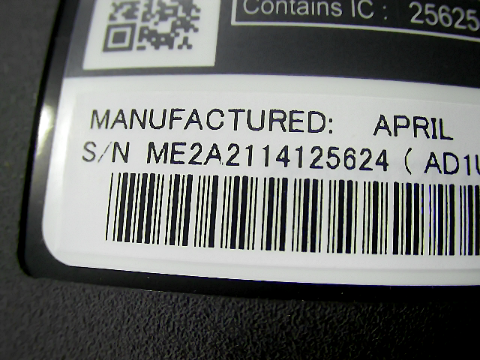 Contains IC : 25625
MANUFACTURED: APRIL
S/N ME2A2114125624 ( AD1U